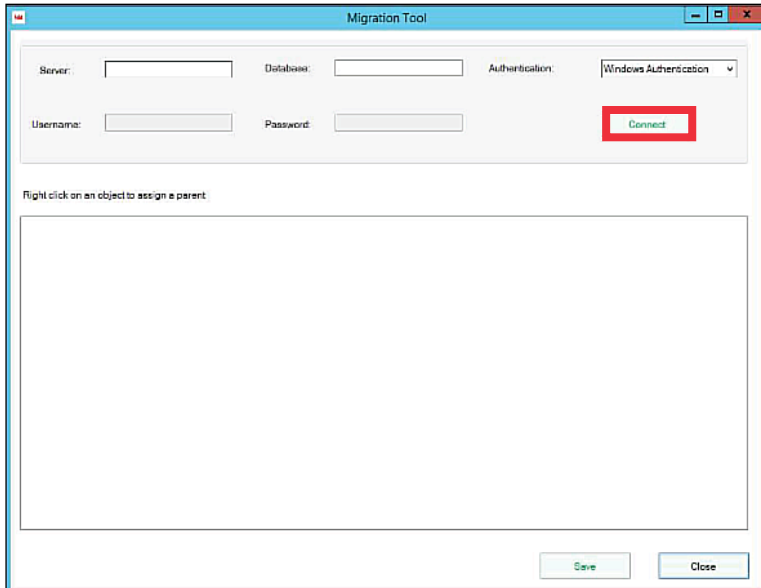 Migration Tool
Server: Database: Authentication: Windows Authentication
Username: Password: Connect
Right click on an object to assign a parent
Save Close